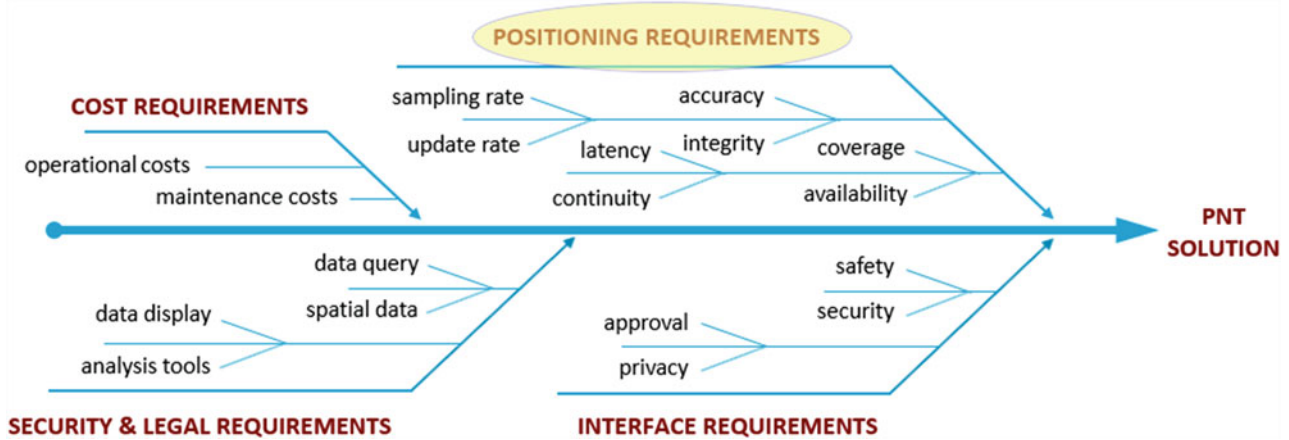 POSITIONING REQUIREMENTS
COST REQUIREMENTS
sampling rate
accuracy
update rate
integrity
latency
coverage
operational costs
continuity
availability
maintenance costs
PNT
SOLUTION
data query
safety
spatial data
security
data display
approval
analysis tools
privacy
SECURITY & LEGAL REQUIREMENTS
INTERFACE REQUIREMENTS